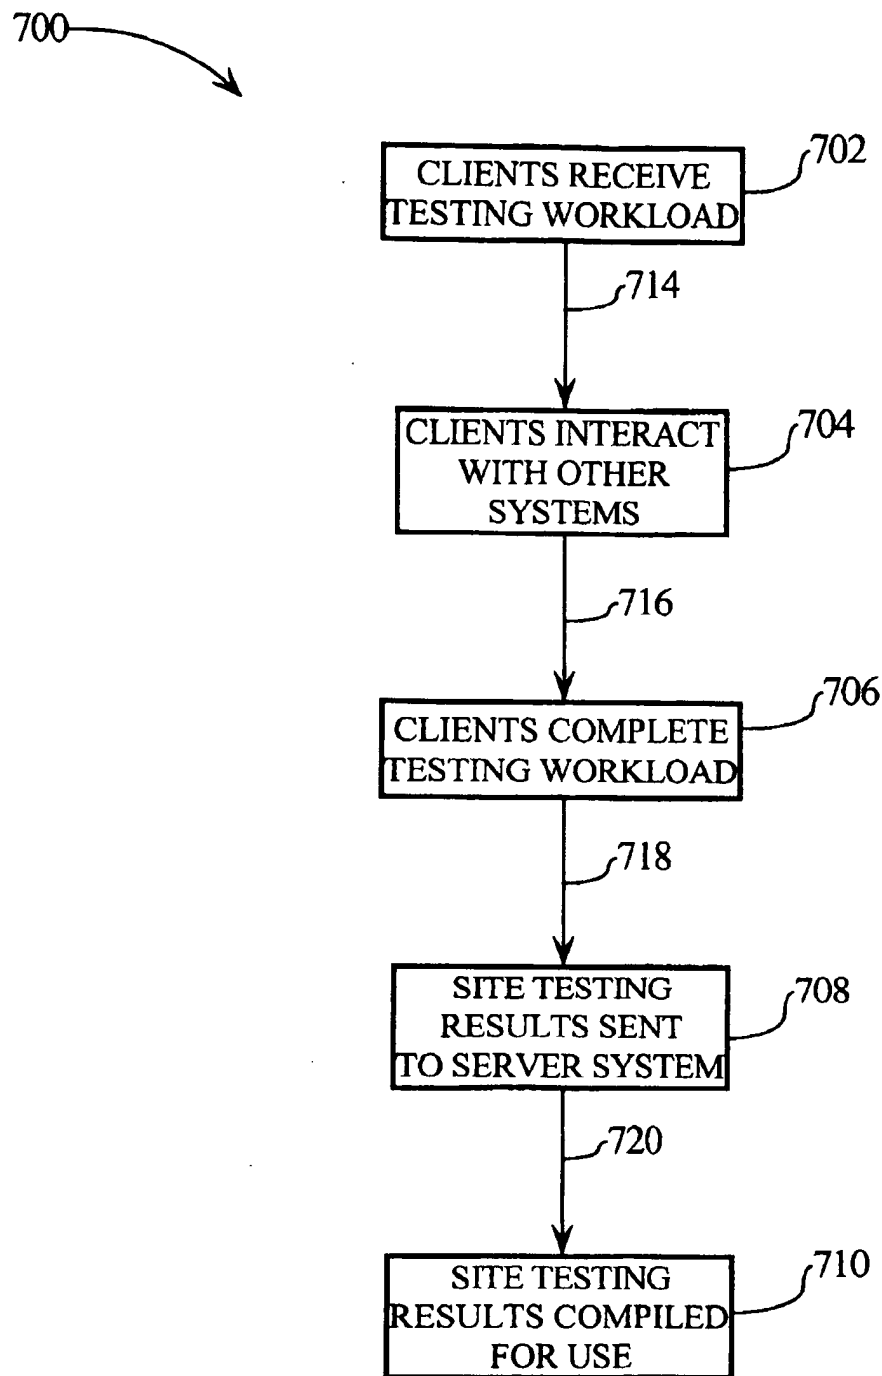 700
702
CLIENTS RECEIVE
TESTING WORKLOAD
714
704
CLIENTS INTERACT
WITH OTHER
SYSTEMS
716
706
CLIENTS COMPLETE
TESTING WORKLOAD
718
708
SITE TESTING
RESULTS SENT
TO SERVER SYSTEM
720
710
SITE TESTING
RESULTS COMPILED
FOR USE